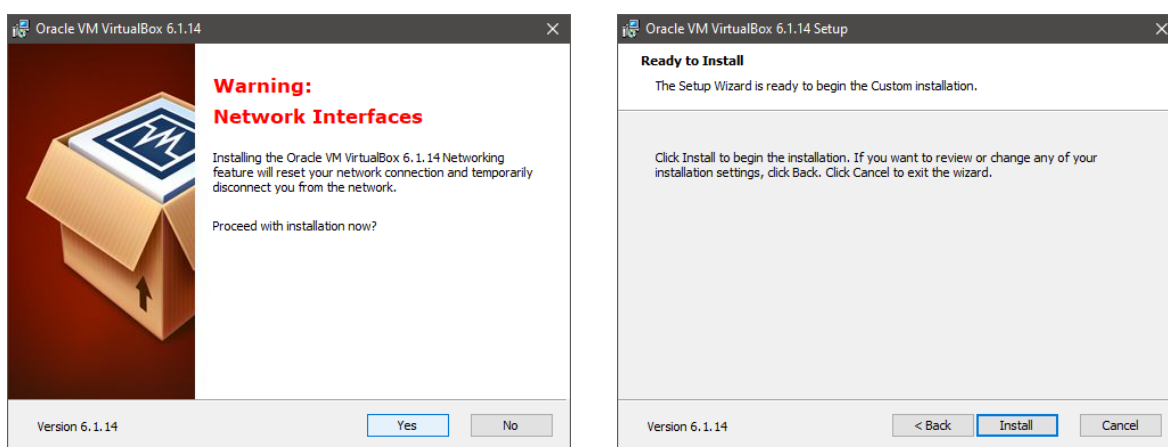 Oracle VM VirtualBox 6.1.14
Warning:
Network Interfaces
Installing the Oracle VM VirtualBox 6.1.14 Networking
feature will reset your network connection and temporarily
disconnect you from the network.
Proceed with installation now?
Version 6.1.14
Yes
No
Oracle VM VirtualBox 6.1.14 Setup
Ready to Install
The Setup Wizard is ready to begin the Custom installation.
Click Install to begin the installation. If you want to review or change any of your
installation settings, click Back. Click Cancel to exit the wizard.
Version 6.1.14
< Back
Install
Cancel